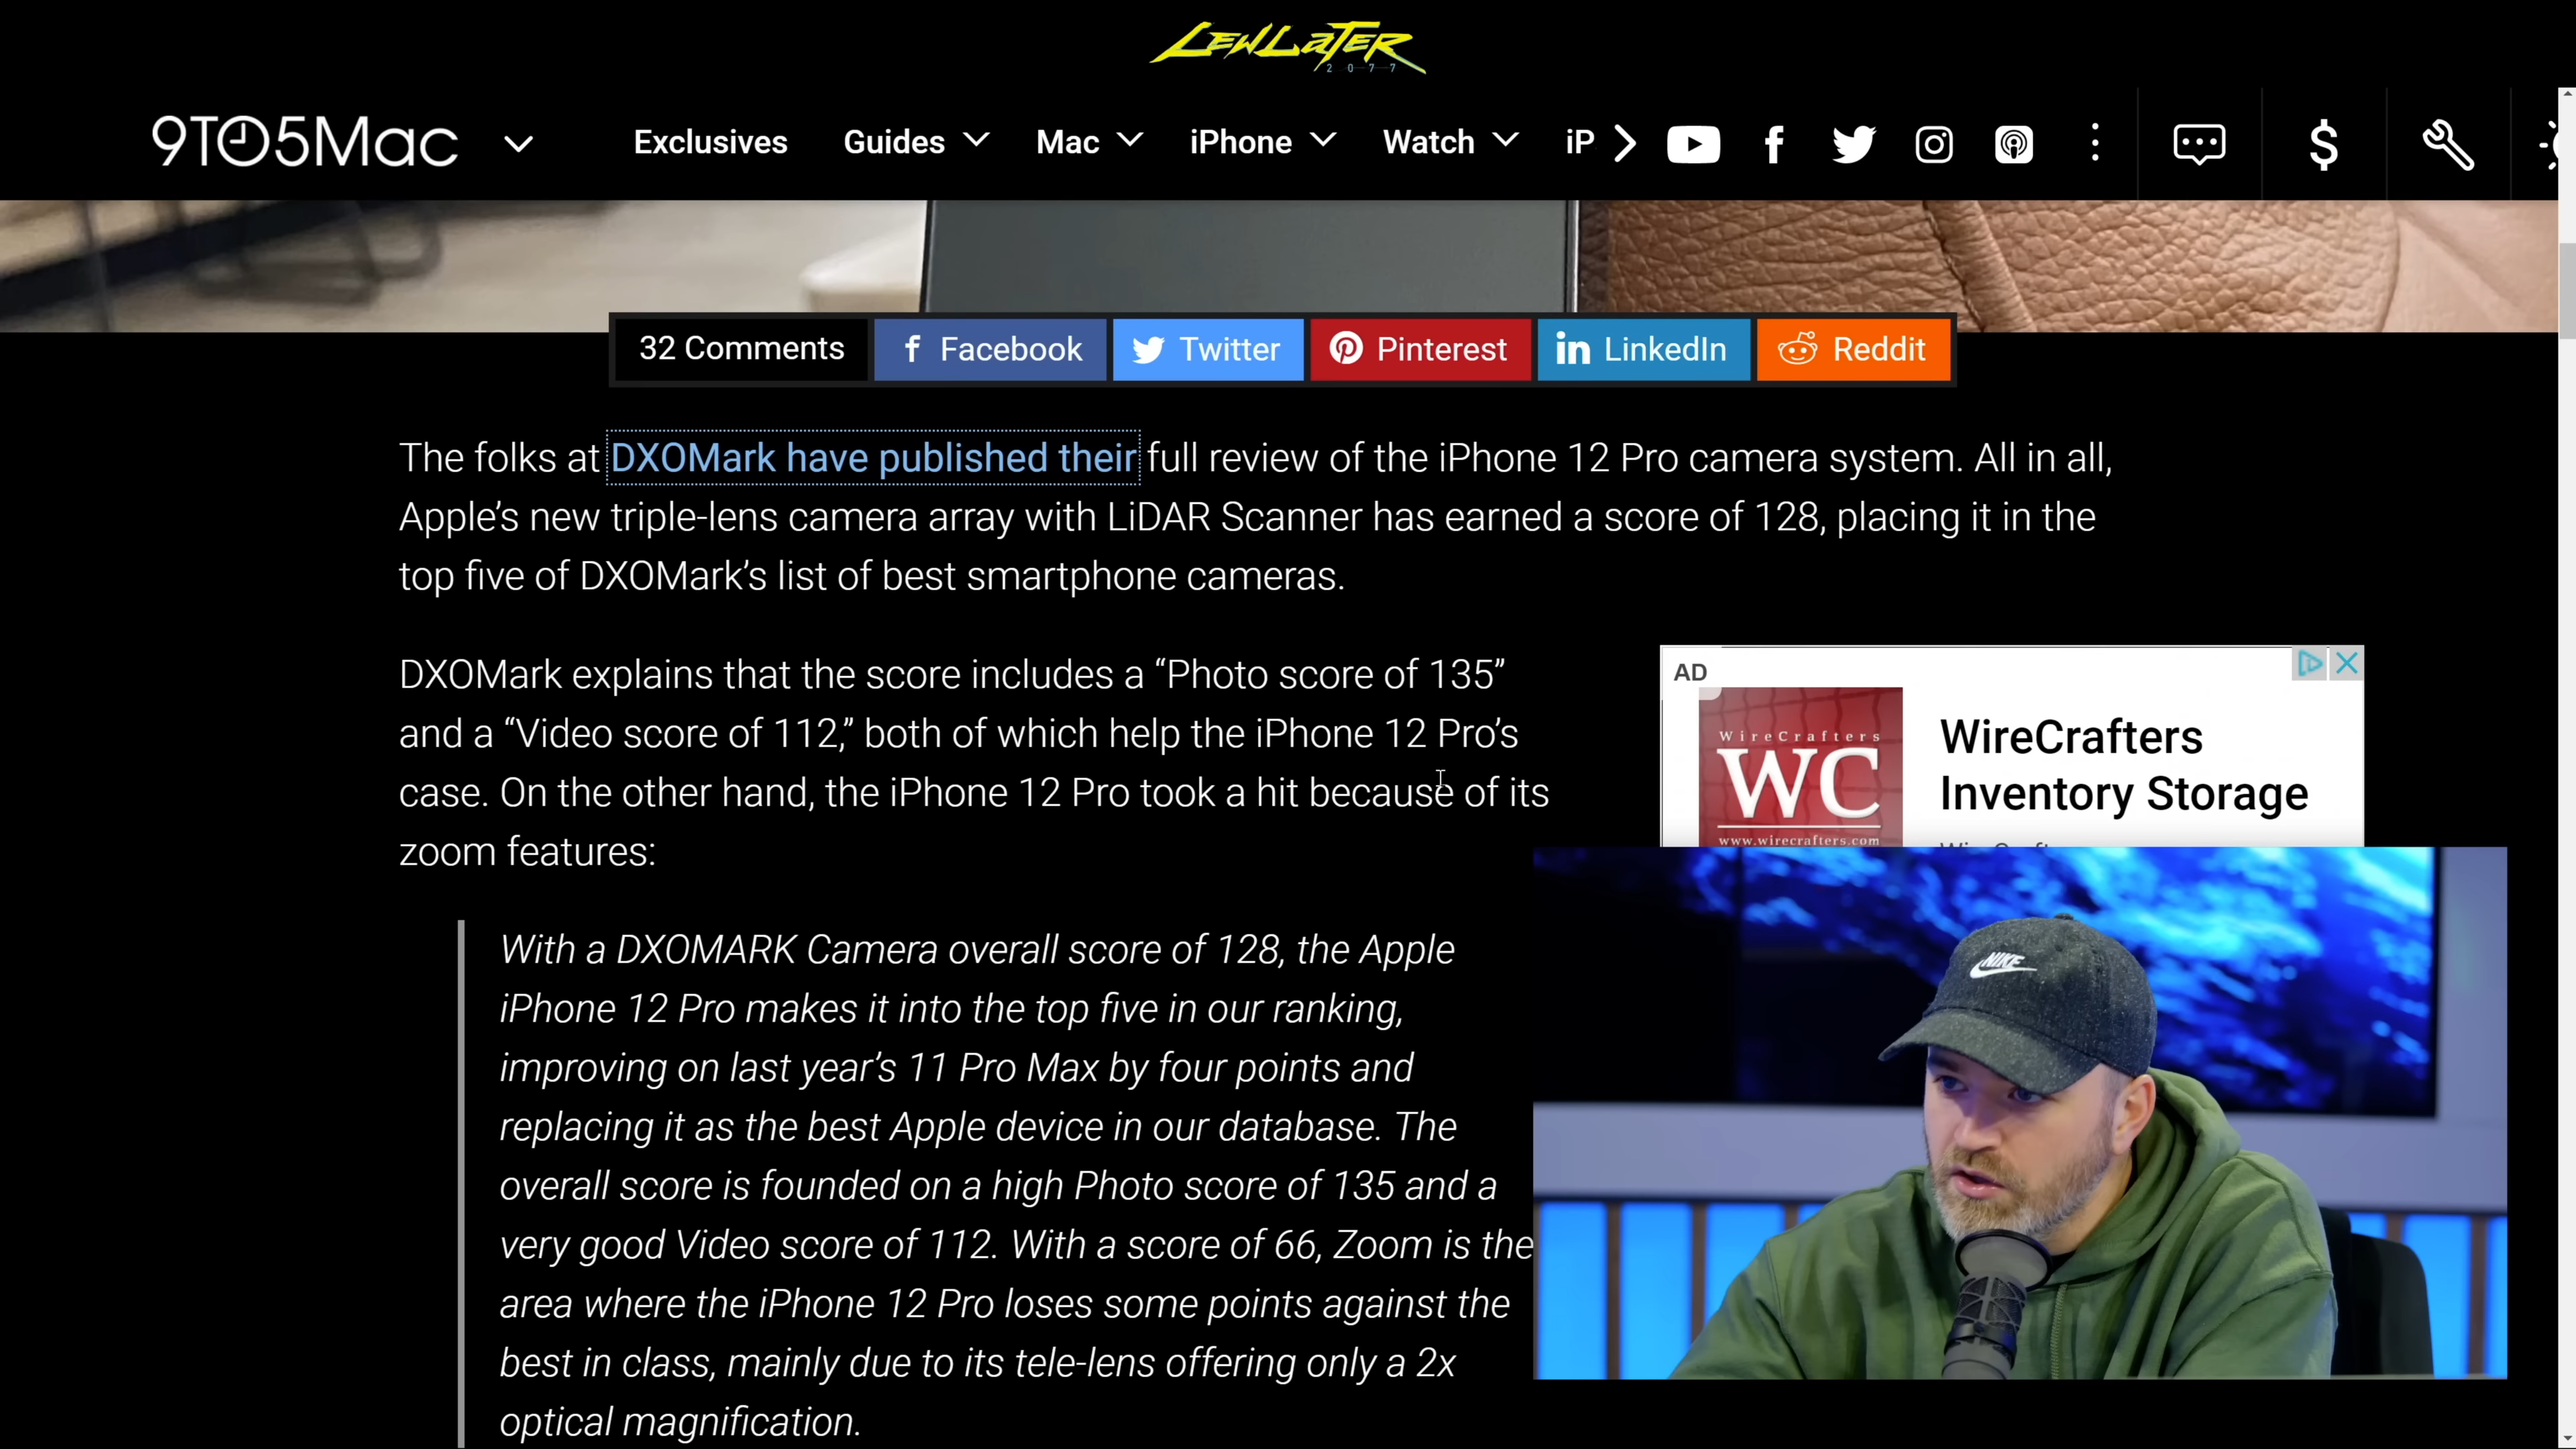 LEWLATER
2077
9TO5Mac
Exclusives Guides Mac iPhone Watch iP
32 Comments Facebook Twitter Pinterest LinkedIn Reddit
The folks at DXOMark have published their full review of the iPhone 12 Pro camera system. All in all,
Apple’s new triple-lens camera array with LiDAR Scanner has earned a score of 128, placing it in the
top five of DXOMark’s list of best smartphone cameras.
DXOMark explains that the score includes a “Photo score of 135”
and a “Video score of 112,” both of which help the iPhone 12 Pro’s
case. On the other hand, the iPhone 12 Pro took a hit because of its
zoom features:
With a DXOMARK Camera overall score of 128, the Apple
iPhone 12 Pro makes it into the top five in our ranking,
improving on last year’s 11 Pro Max by four points and
replacing it as the best Apple device in our database. The
overall score is founded on a high Photo score of 135 and a
very good Video score of 112. With a score of 66, Zoom is the
area where the iPhone 12 Pro loses some points against the
best in class, mainly due to its tele-lens offering only a 2x
optical magnification.
AD
WireCrafters
WC
www.wirecrafters.com
WireCrafters
Inventory Storage
NIKE